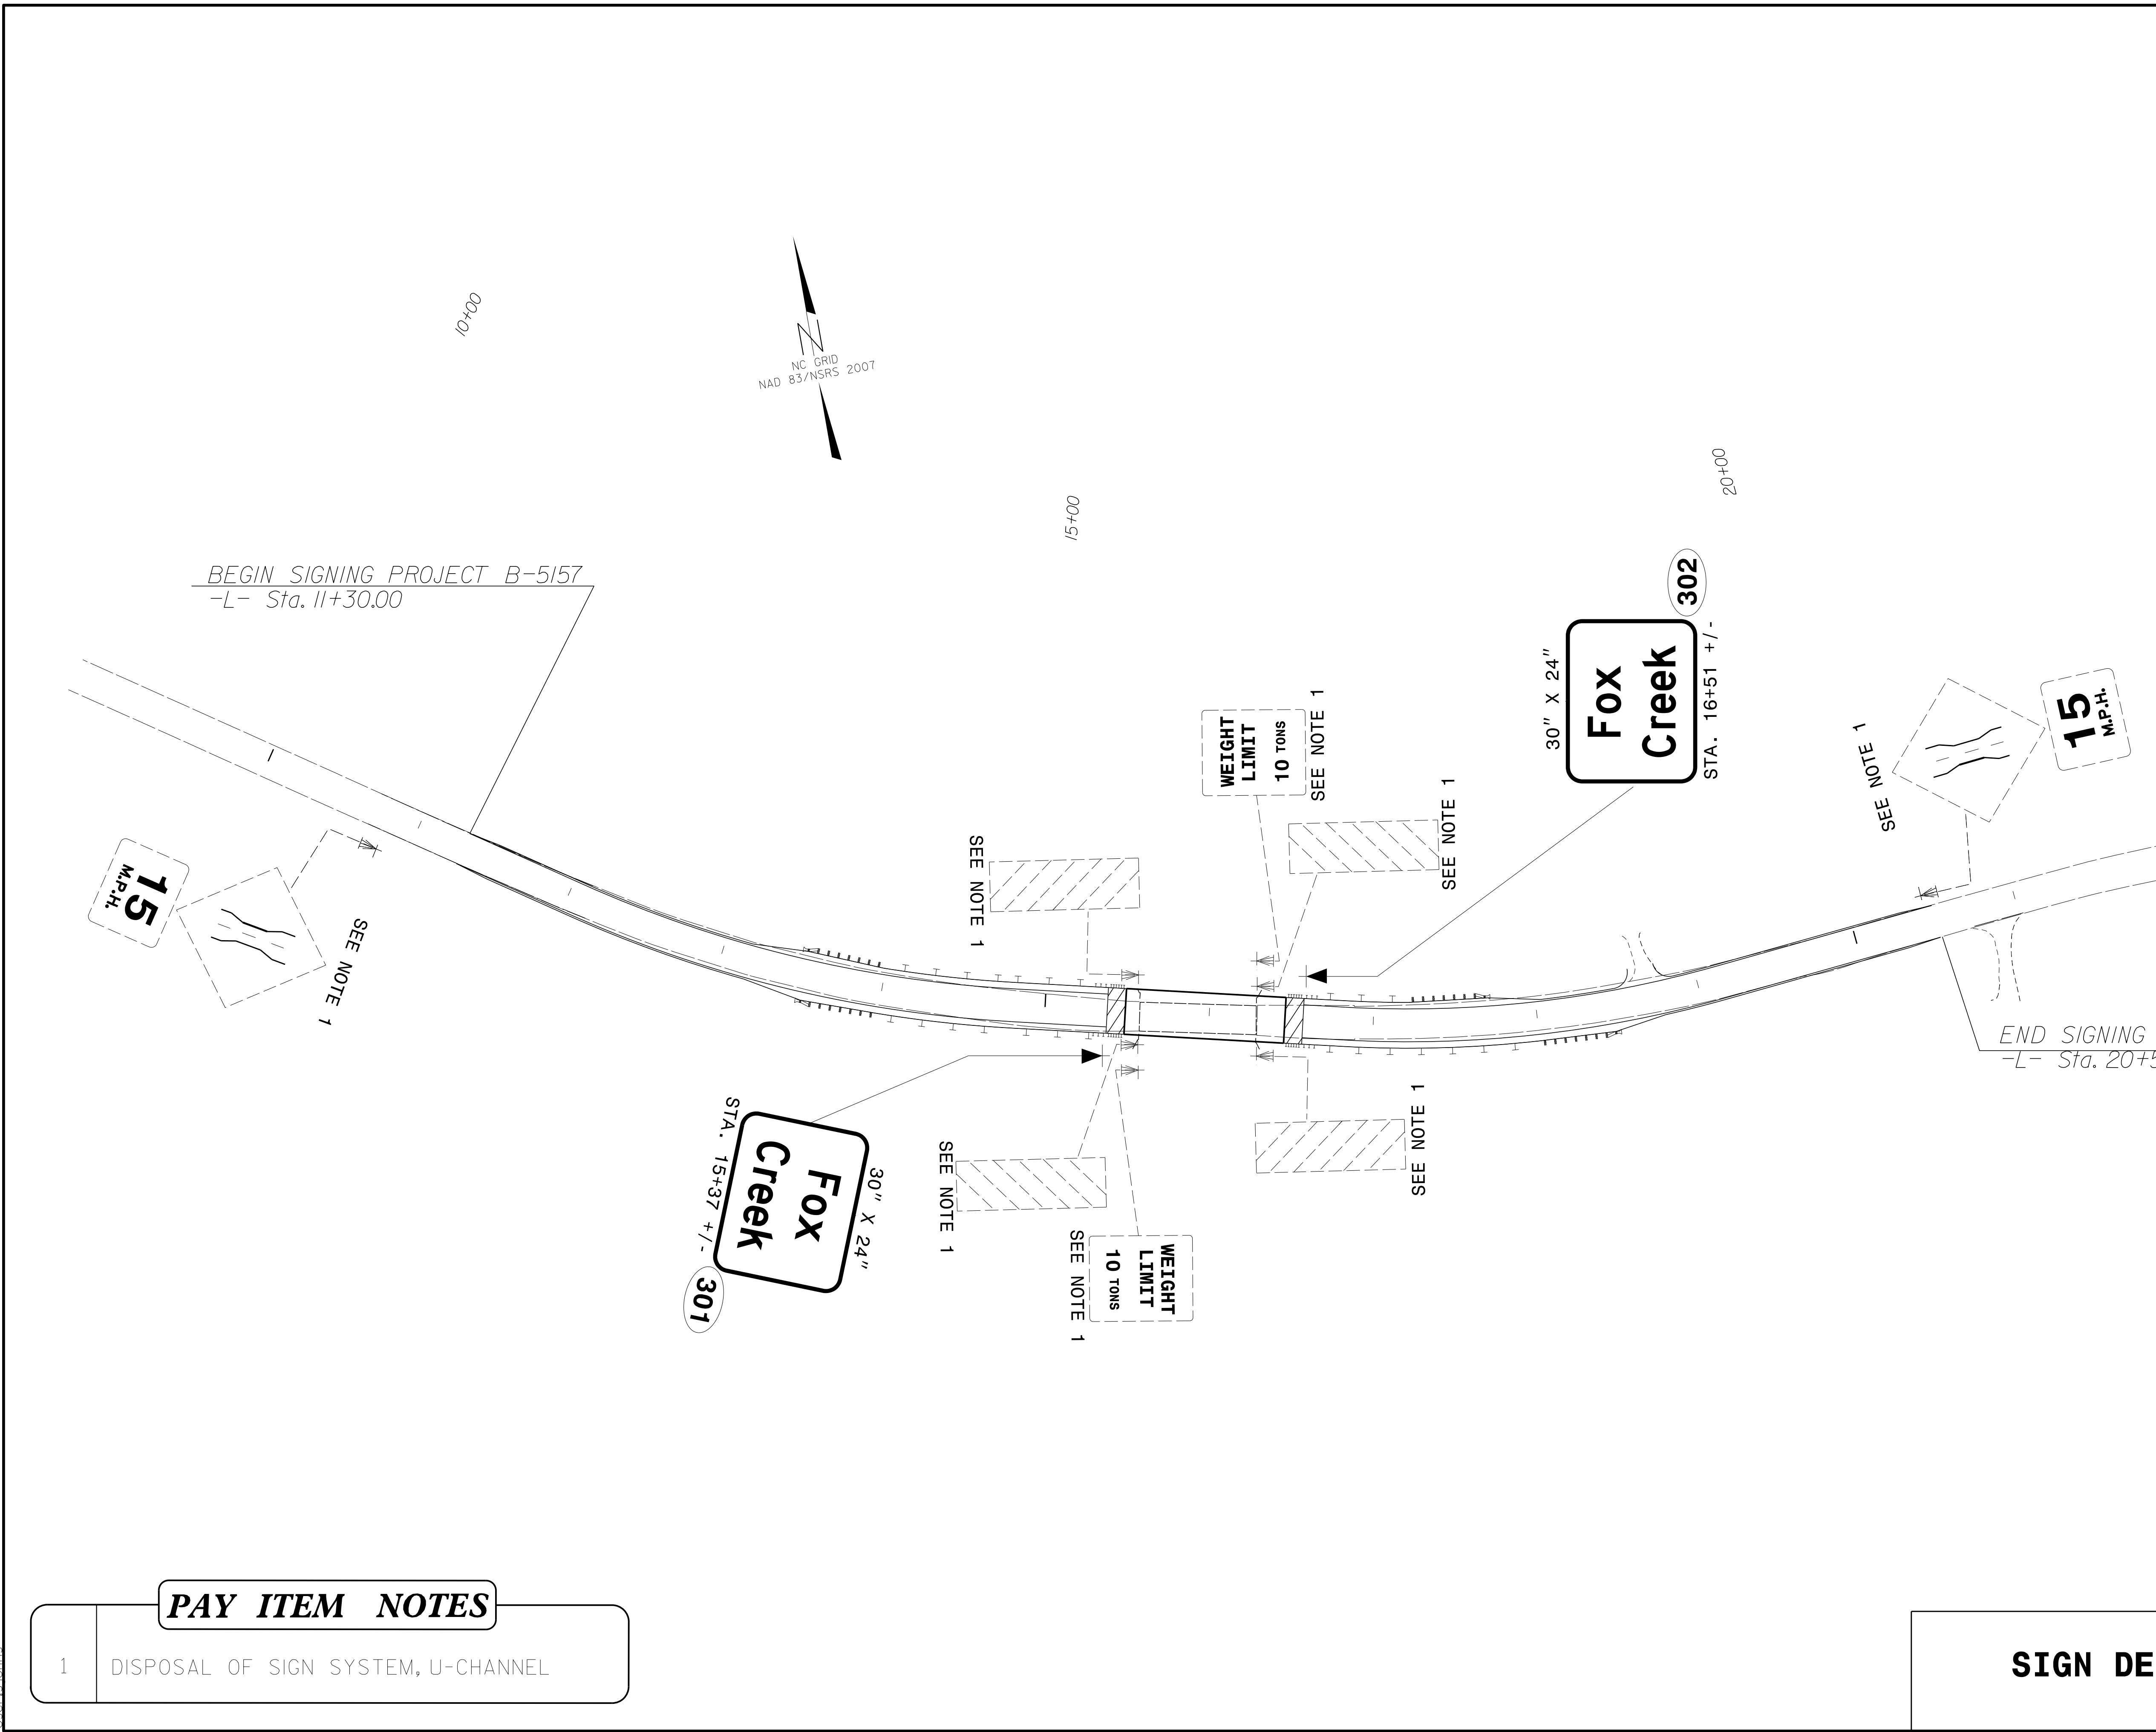 10+00
NC GRID
NAD 83/NSRS 2007
15+00
20+00
BEGIN SIGNING PROJECT B-5157
-L- Sta. 11+30.00
302
30" X 24"
Fox
Creek
STA. 16+51 +/-
WEIGHT
LIMIT
10 TONS
SEE NOTE 1
SEE NOTE 1
SEE NOTE 1
15
M.P.H.
SEE NOTE 1
15
M.P.H.
SEE NOTE 1
END SIGNING
-L- Sta. 20+5
SEE NOTE 1
30" X 24"
Fox
Creek
STA. 15+37 +/-
301
SEE NOTE 1
WEIGHT
LIMIT
10 TONS
SEE NOTE 1
PAY ITEM NOTES
1 DISPOSAL OF SIGN SYSTEM, U-CHANNEL
SIGN DE